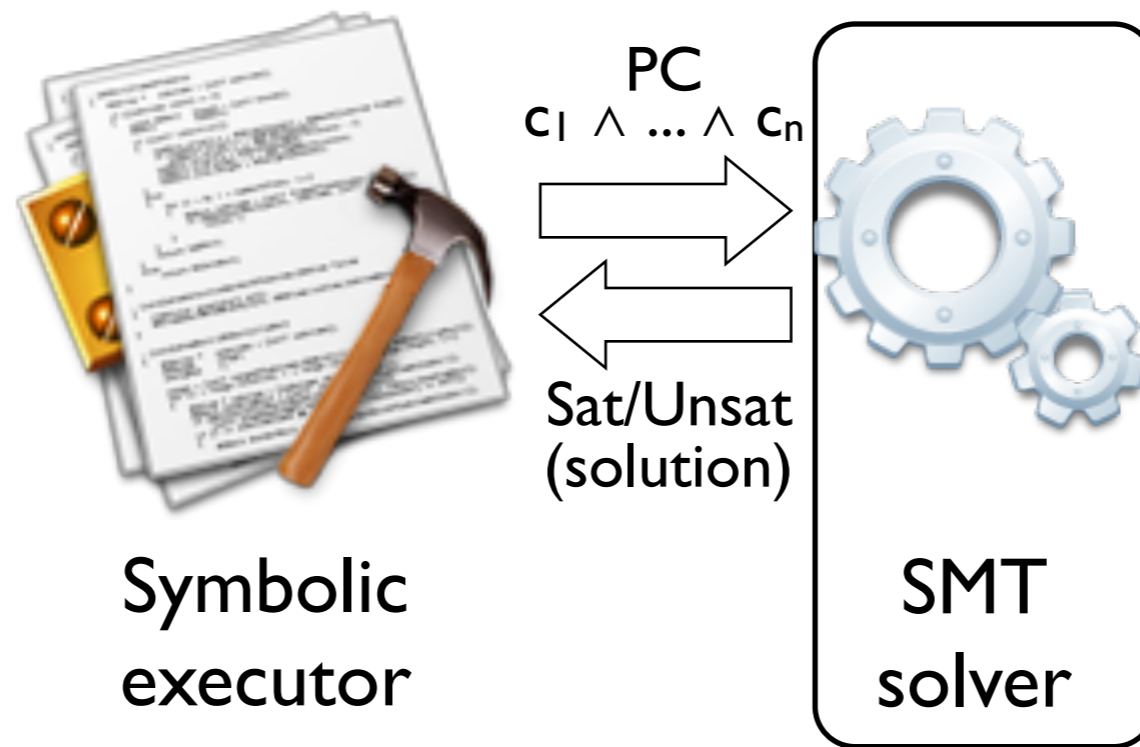 PC
c₁ ∧ ... ∧ cₙ
Sat/Unsat
(solution)
Symbolic
executor
SMT
solver